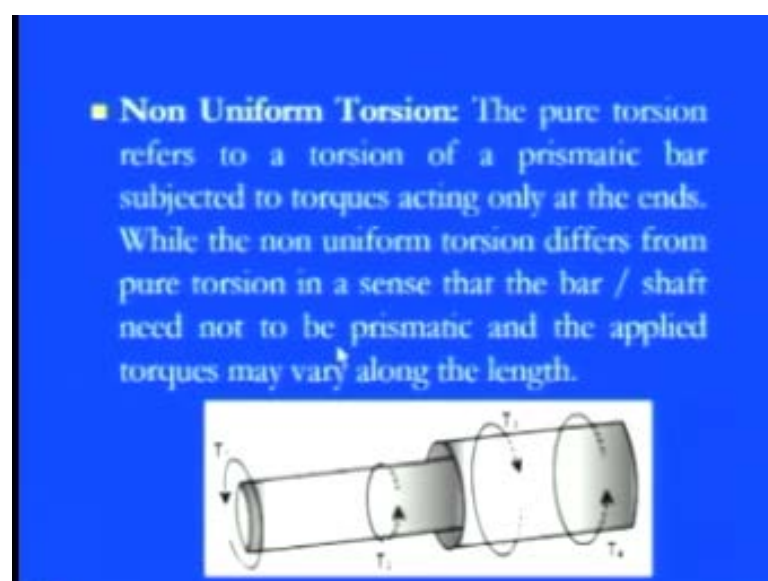 Non Uniform Torsion: The pure torsion
refers to a torsion of a prismatic bar
subjected to torques acting only at the ends.
While the non uniform torsion differs from
pure torsion in a sense that the bar / shaft
need not to be prismatic and the applied
torques may vary along the length.